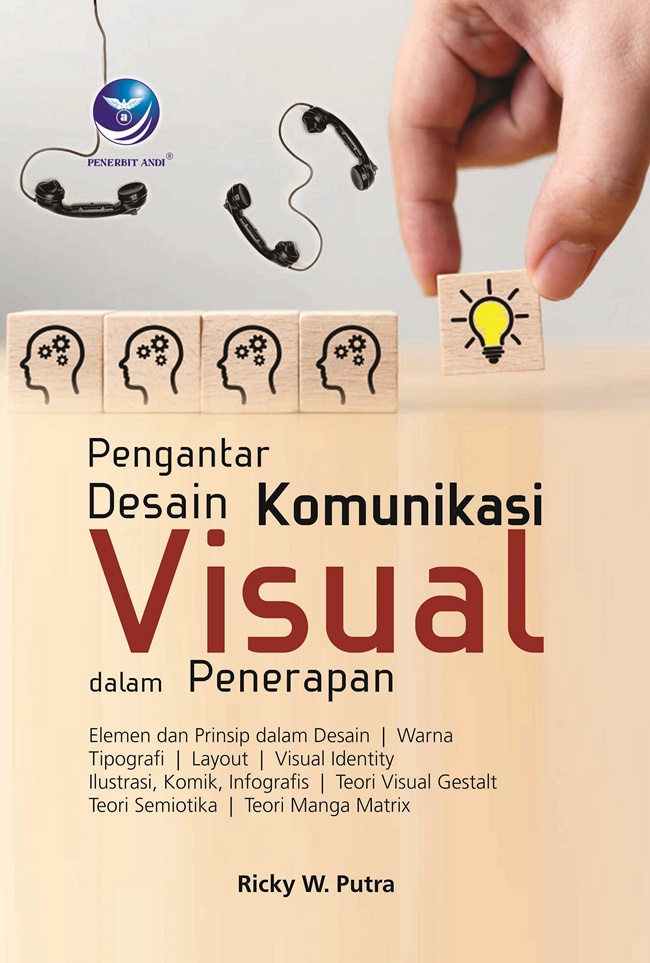 a
PENERBIT ANDI®
Pengantar
Desain Komunikasi
Visual
dalam Penerapan
Elemen dan Prinsip dalam Desain | Warna
Tipografi | Layout | Visual Identity
Ilustrasi, Komik, Infografis | Teori Visual Gestalt
Teori Semiotika | Teori Manga Matrix
Ricky W. Putra